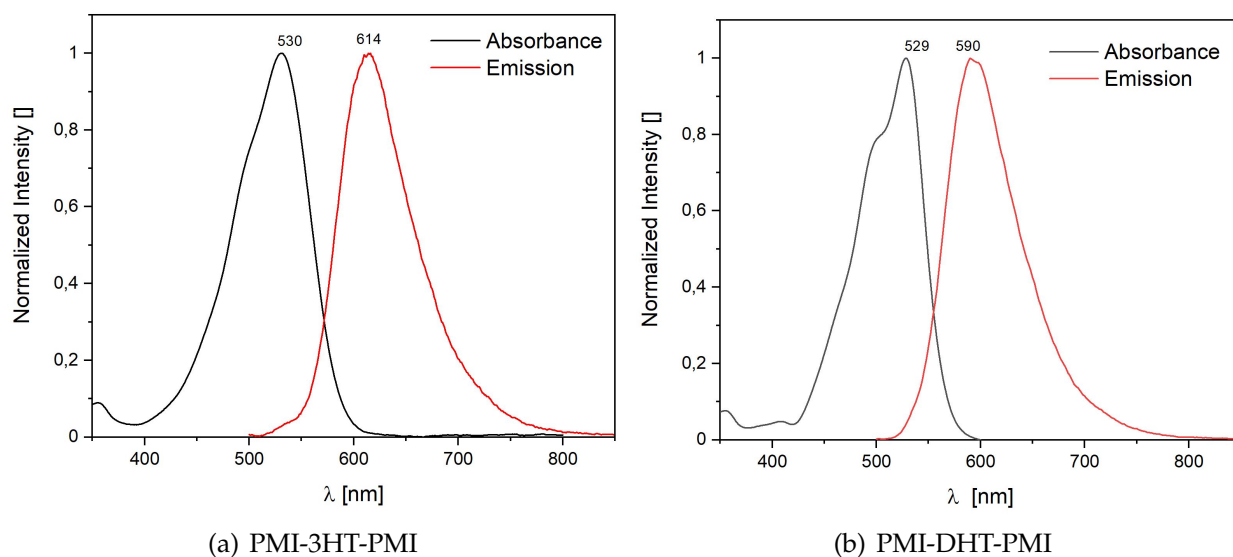 530 614
Absorbance
Emission
1
0,8
0,6
0,4
0,2
0
Normalized Intensity []
400 500 600 700 800
λ [nm]
(a) PMI-3HT-PMI
529 590
Absorbance
Emission
1
0,8
0,6
0,4
0,2
0
Normalized Intensity []
400 500 600 700 800
λ [nm]
(b) PMI-DHT-PMI